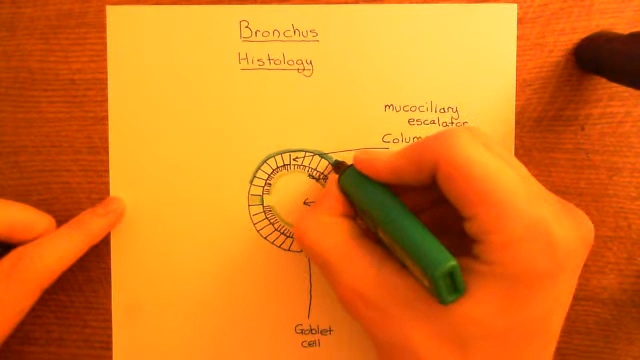 Bronchus
Histology
mucociliary
escalator
Goblet
cell